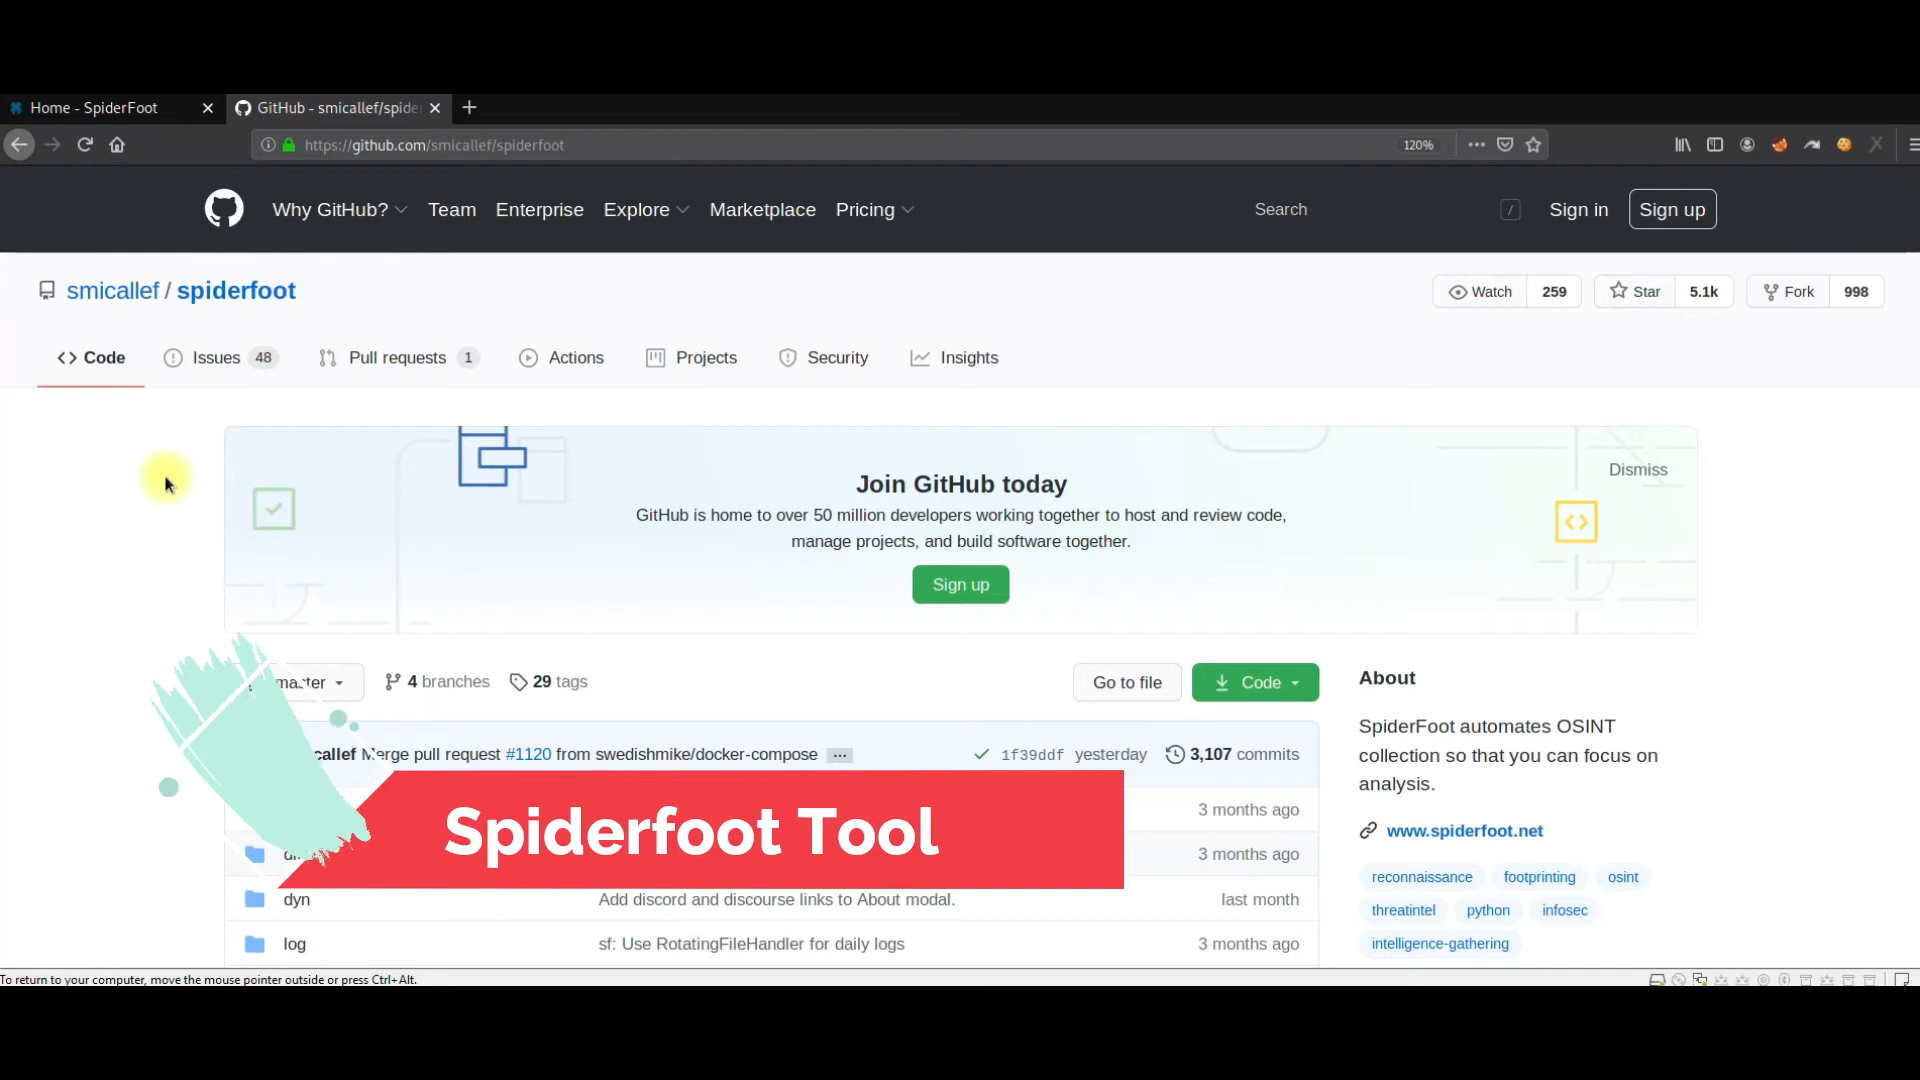 Home - SpiderFoot
GitHub - smicallef/spide
https://github.com/smicallef/spiderfoot
120%
Why GitHub?
Team
Enterprise
Explore
Marketplace
Pricing
Search
/
Sign in
Sign up
smicallef / spiderfoot
Watch 259
Star 5.1k
Fork 998
Code
Issues 48
Pull requests 1
Actions
Projects
Security
Insights
Join GitHub today
Dismiss
GitHub is home to over 50 million developers working together to host and review code,
manage projects, and build software together.
Sign up
master
4 branches
29 tags
Go to file
Code
About
SpiderFoot automates OSINT
collection so that you can focus on
analysis.
callef Merge pull request #1120 from swedishmike/docker-compose ...
1f39ddf yesterday
3,107 commits
3 months ago
Spiderfoot Tool
3 months ago
www.spiderfoot.net
dyn
Add discord and discourse links to About modal.
last month
log
sf: Use RotatingFileHandler for daily logs
3 months ago
reconnaissance
footprinting
osint
threatintel
python
infosec
intelligence-gathering
To return to your computer, move the mouse pointer outside or press Ctrl+Alt.